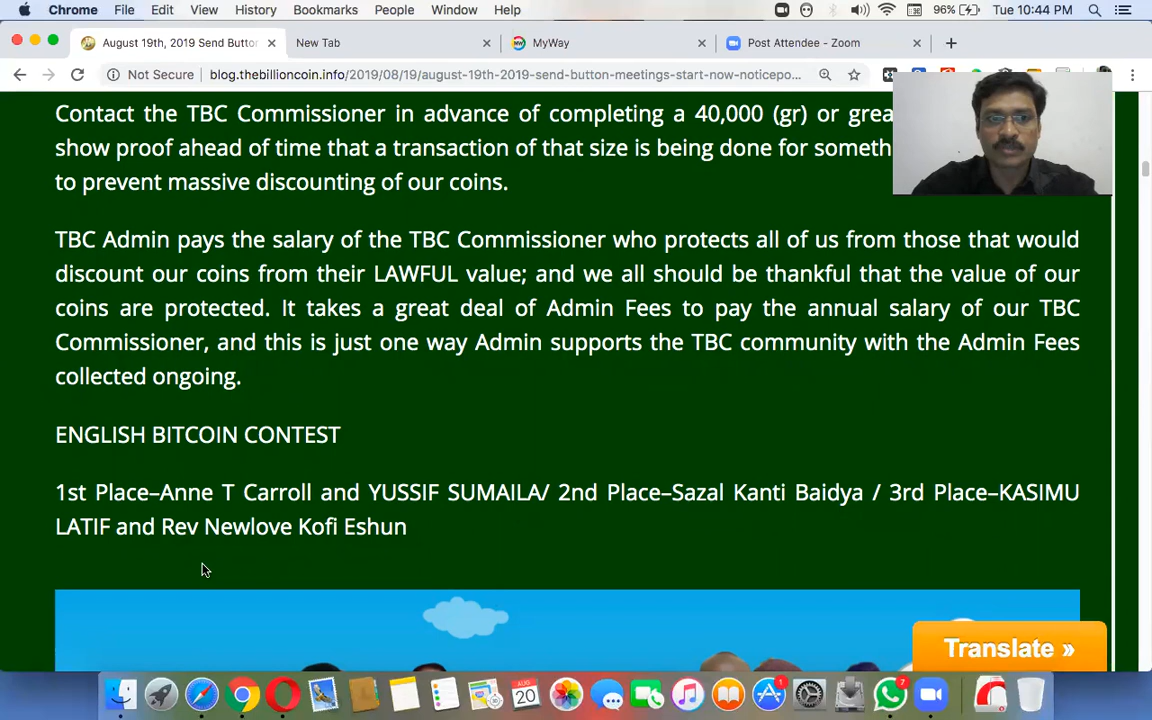 Chrome File Edit View History Bookmarks People Window Help 96% Tue 10:44 PM
August 19th, 2019 Send Butto × New Tab × MyWay × Post Attendee - Zoom × +
Not Secure blog.thebillioncoin.info/2019/08/19/august-19th-2019-send-button-meetings-start-now-noticepo...
Contact the TBC Commissioner in advance of completing a 40,000 (gr) or grea
show proof ahead of time that a transaction of that size is being done for someth
to prevent massive discounting of our coins.
TBC Admin pays the salary of the TBC Commissioner who protects all of us from those that would
discount our coins from their LAWFUL value; and we all should be thankful that the value of our
coins are protected. It takes a great deal of Admin Fees to pay the annual salary of our TBC
Commissioner, and this is just one way Admin supports the TBC community with the Admin Fees
collected ongoing.
ENGLISH BITCOIN CONTEST
1st Place–Anne T Carroll and YUSSIF SUMAILA/ 2nd Place–Sazal Kanti Baidya / 3rd Place–KASIMU
LATIF and Rev Newlove Kofi Eshun
Translate »
AUG
20
1
7